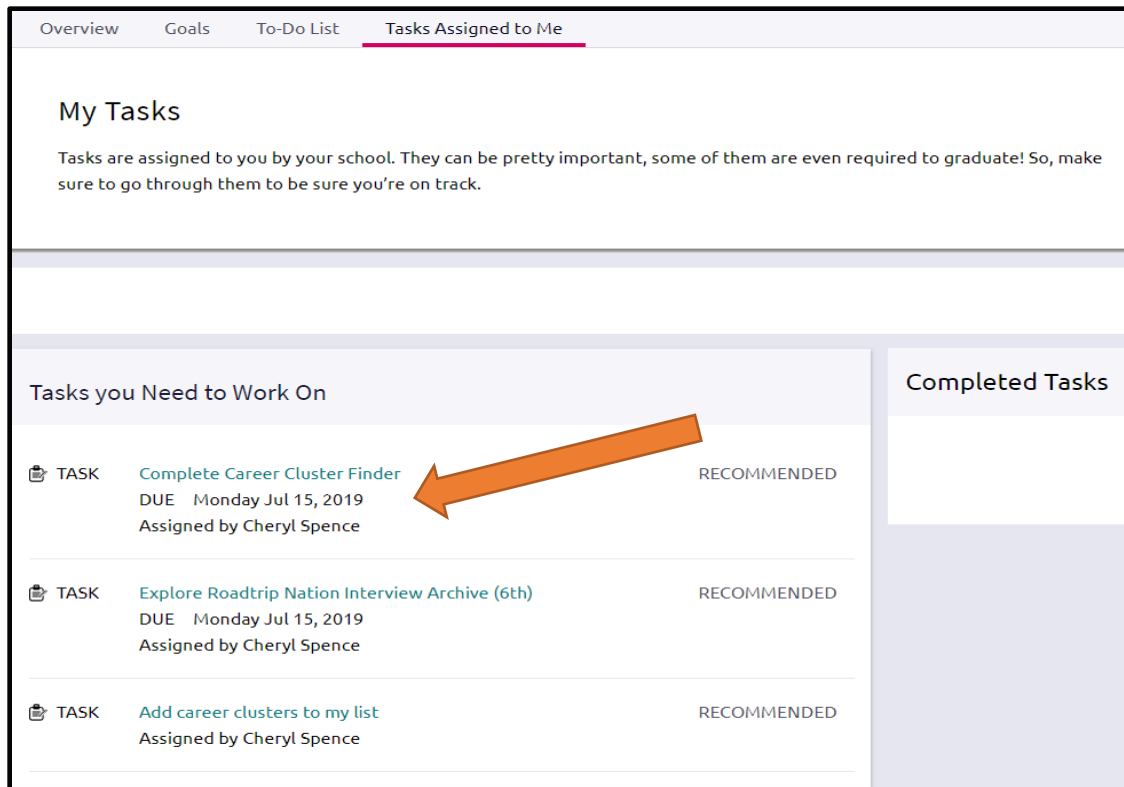 Overview Goals To-Do List Tasks Assigned to Me
My Tasks
Tasks are assigned to you by your school. They can be pretty important, some of them are even required to graduate! So, make
sure to go through them to be sure you’re on track.
Tasks you Need to Work On
Completed Tasks
TASK Complete Career Cluster Finder RECOMMENDED
DUE Monday Jul 15, 2019
Assigned by Cheryl Spence
TASK Explore Roadtrip Nation Interview Archive (6th) RECOMMENDED
DUE Monday Jul 15, 2019
Assigned by Cheryl Spence
TASK Add career clusters to my list RECOMMENDED
Assigned by Cheryl Spence